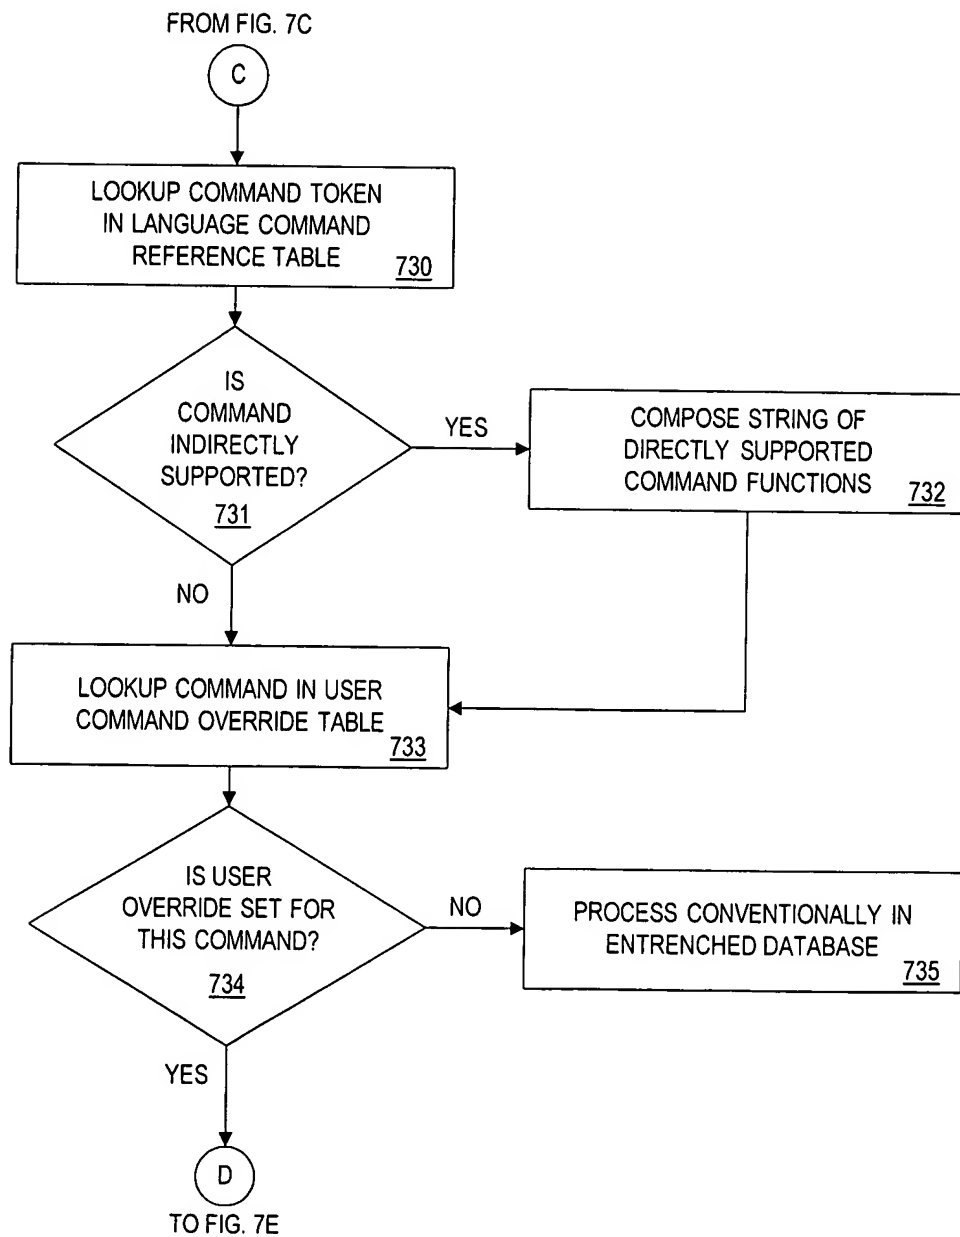 FROM FIG. 7C
C
LOOKUP COMMAND TOKEN
IN LANGUAGE COMMAND
REFERENCE TABLE
730
IS
COMMAND
INDIRECTLY
SUPPORTED?
731
YES
COMPOSE STRING OF
DIRECTLY SUPPORTED
COMMAND FUNCTIONS
732
NO
LOOKUP COMMAND IN USER
COMMAND OVERRIDE TABLE
733
IS USER
OVERRIDE SET FOR
THIS COMMAND?
734
NO
PROCESS CONVENTIONALLY IN
ENTRENCHED DATABASE
735
YES
D
TO FIG. 7E